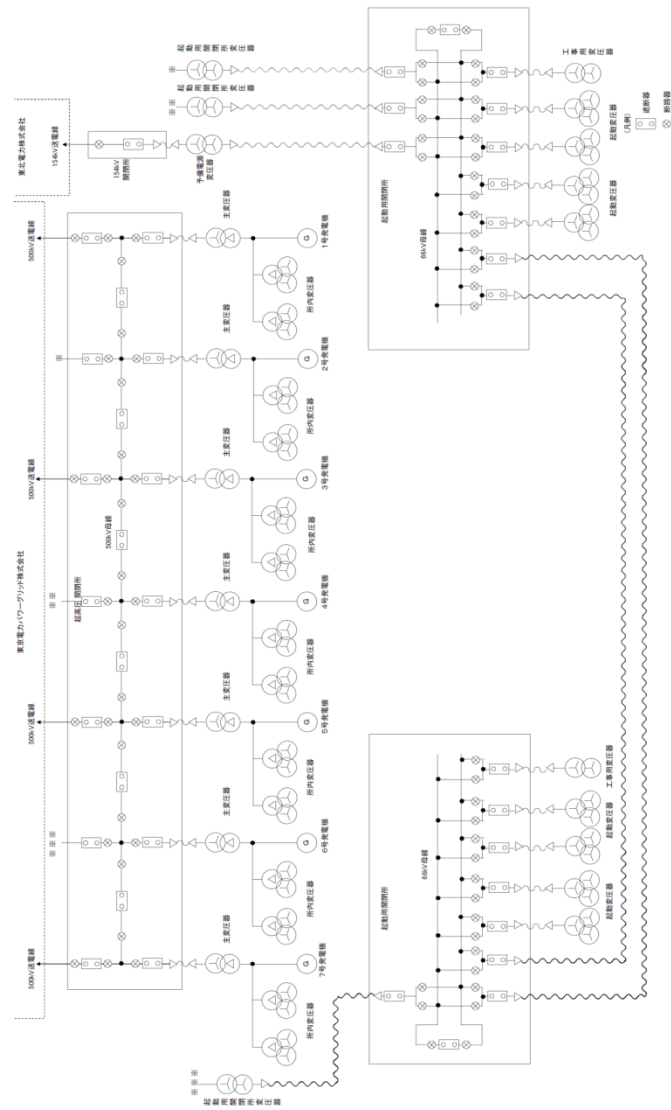 東北電力株式会社
154kV送電線
154kV
開閉所
予備電源
変圧器
※
起動用開閉所変圧器
※※
起動用開閉所変圧器
東京電力パワーグリッド株式会社
500kV送電線
500kV送電線
500kV送電線
500kV送電線
※
※※
※※※
超高圧開閉所
500kV母線
主変圧器
主変圧器
主変圧器
主変圧器
主変圧器
主変圧器
主変圧器
所内変圧器
所内変圧器
所内変圧器
所内変圧器
所内変圧器
所内変圧器
所内変圧器
G
G
G
G
G
G
G
1号発電機
2号発電機
3号発電機
4号発電機
5号発電機
6号発電機
7号発電機
※※※
起動用開閉所変圧器
起動用開閉所
66kV母線
工事用変圧器
起動変圧器
起動変圧器
起動用開閉所
66kV母線
工事用変圧器
起動変圧器
起動変圧器
(凡例)
遮断器
断路器